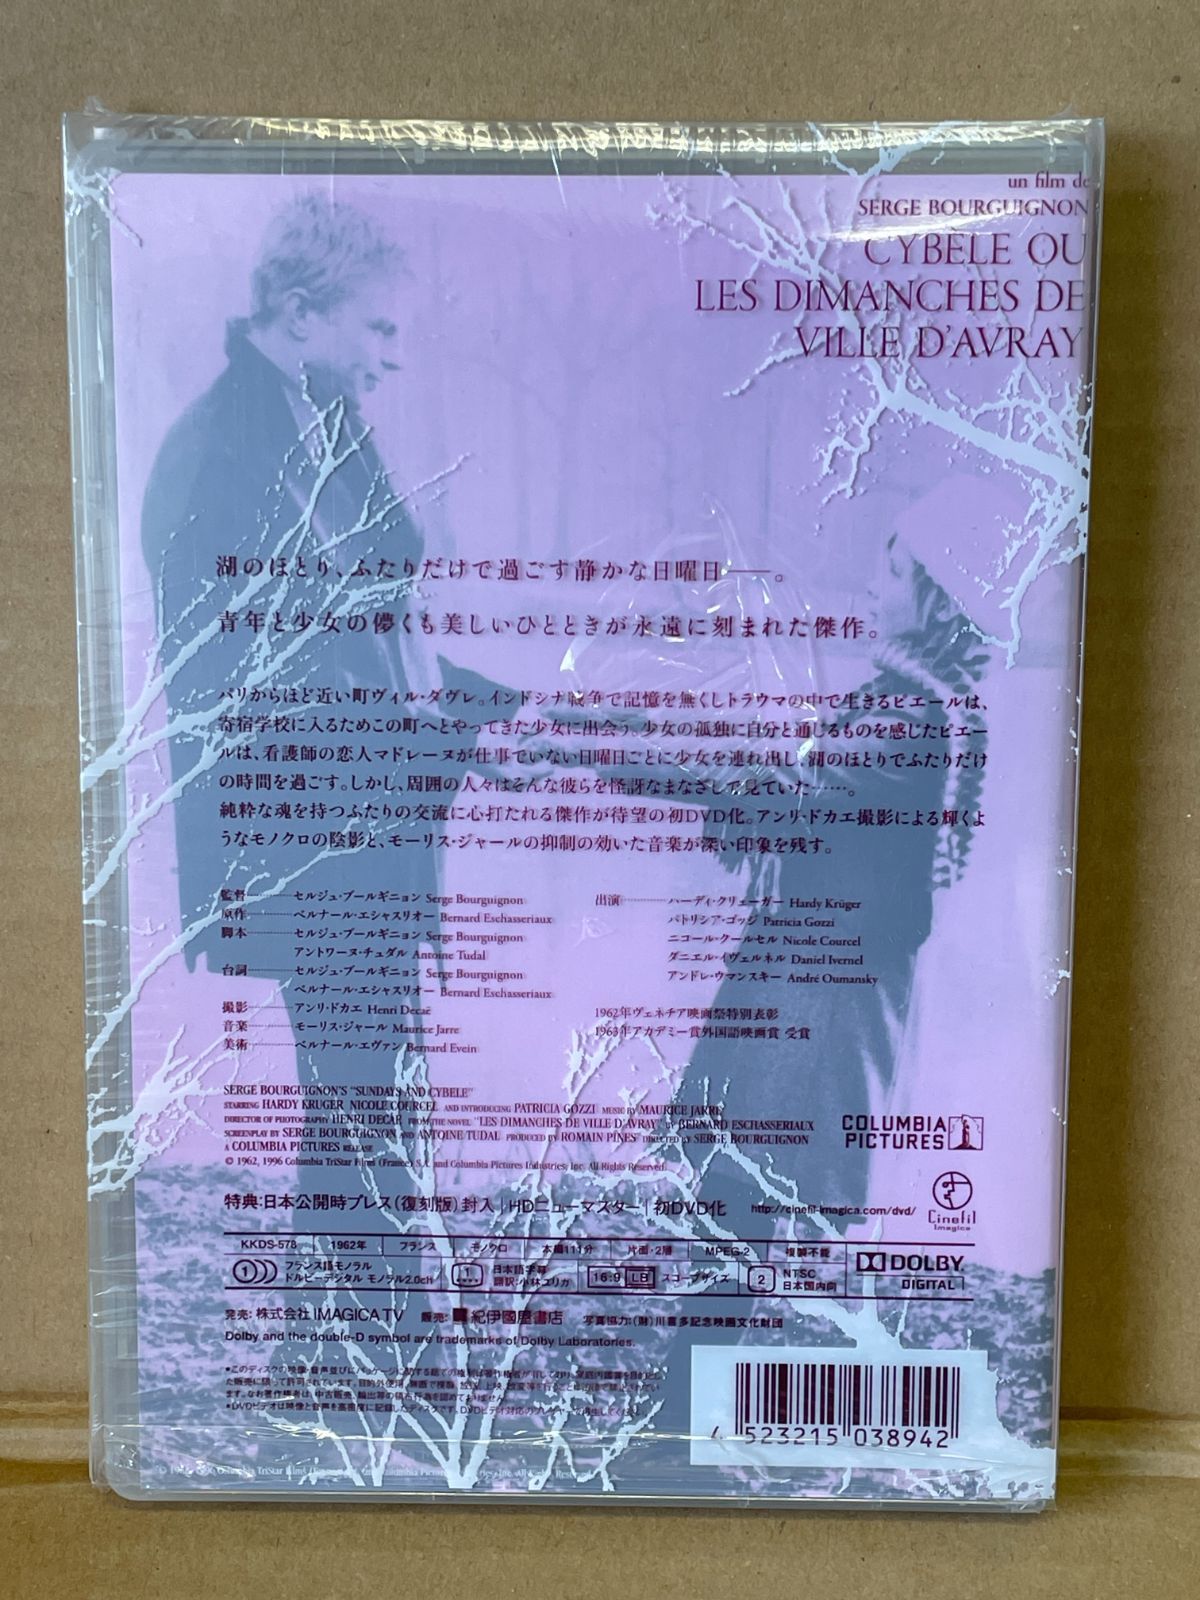 un film de
SERGE BOURGUIGNON
CYBÈLE OU
LES DIMANCHES DE
VILLE D'AVRAY
湖のほとり、ふたりだけで過ごす静かな日曜日——。
青年と少女の儚くも美しいひとときが永遠に刻まれた傑作。
パリからほど近い町ヴィル・ダヴレ。インドシナ戦争で記憶を無くしトラウマの中で生きるピエールは、
寄宿学校に入るためこの町へとやってきた少女に出会う。少女の孤独に自分と通じるものを感じたピエー
ルは、看護師の恋人マドレーヌが仕事でいない日曜日ごとに少女を連れ出し、湖のほとりでふたりだけ
の時間を過ごす。しかし、周囲の人々はそんな彼らを怪訝なまなざしで見ていた……。
純粋な魂を持つふたりの交流に心打たれる傑作が待望の初DVD化。アンリ・ドカエ撮影による輝くよ
うなモノクロの陰影と、モーリス・ジャールの抑制の効いた音楽が深い印象を残す。
監督 セルジュ・ブールギニョン Serge Bourguignon
原作 ベルナール・エシャスリオー Bernard Eschasseriaux
脚本 セルジュ・ブールギニョン Serge Bourguignon
アントワーヌ・チュダル Antoine Tudal
台詞 セルジュ・ブールギニョン Serge Bourguignon
ベルナール・エシャスリオー Bernard Eschasseriaux
撮影 アンリ・ドカエ Henri Decaë
音楽 モーリス・ジャール Maurice Jarre
美術 ベルナール・エヴァン Bernard Evein
出演 ハーディ・クリューガー Hardy Krüger
パトリシア・ゴッジ Patricia Gozzi
ニコール・クールセル Nicole Courcel
ダニエル・イヴェルネル Daniel Ivernel
アンドレ・ウマンスキー André Oumansky
1962年ヴェネチア映画祭特別表彰
1963年アカデミー賞外国語映画賞 受賞
SERGE BOURGUIGNON'S "SUNDAYS AND CYBELE"
STARRING HARDY KRUGER NICOLE COURCEL AND INTRODUCING PATRICIA GOZZI MUSIC BY MAURICE JARRE
DIRECTOR OF PHOTOGRAPHY HENRI DECAE FROM THE NOVEL "LES DIMANCHES DE VILLE D'AVRAY" BY BERNARD ESCHASSERIAUX
SCREENPLAY BY SERGE BOURGUIGNON AND ANTOINE TUDAL PRODUCED BY ROMAIN PINES DIRECTED BY SERGE BOURGUIGNON
A COLUMBIA PICTURES RELEASE
© 1962, 1996 Columbia TriStar Films (France) S.A. and Columbia Pictures Industries, Inc. All Rights Reserved.
COLUMBIA
PICTURES
特典:日本公開時プレス(復刻版)封入|HDニューマスター|初DVD化
http://cinefil-imagica.com/dvd/
Cinefil
Imagica
KKDS-578 1962年 フランス モノクロ 本編111分 片面・2層 MPEG-2 複製不能
1 フランス語モノラル
ドルビーデジタル モノラル2.0ch
1 日本語字幕
翻訳:小林ユリカ
16:9 LB スコープサイズ
2 NTSC
日本国内向
DOLBY
DIGITAL
発売:株式会社IMAGICA TV 販売:紀伊國屋書店 写真協力:(財)川喜多記念映画文化財団
Dolby and the double-D symbol are trademarks of Dolby Laboratories.
4 523215 038942